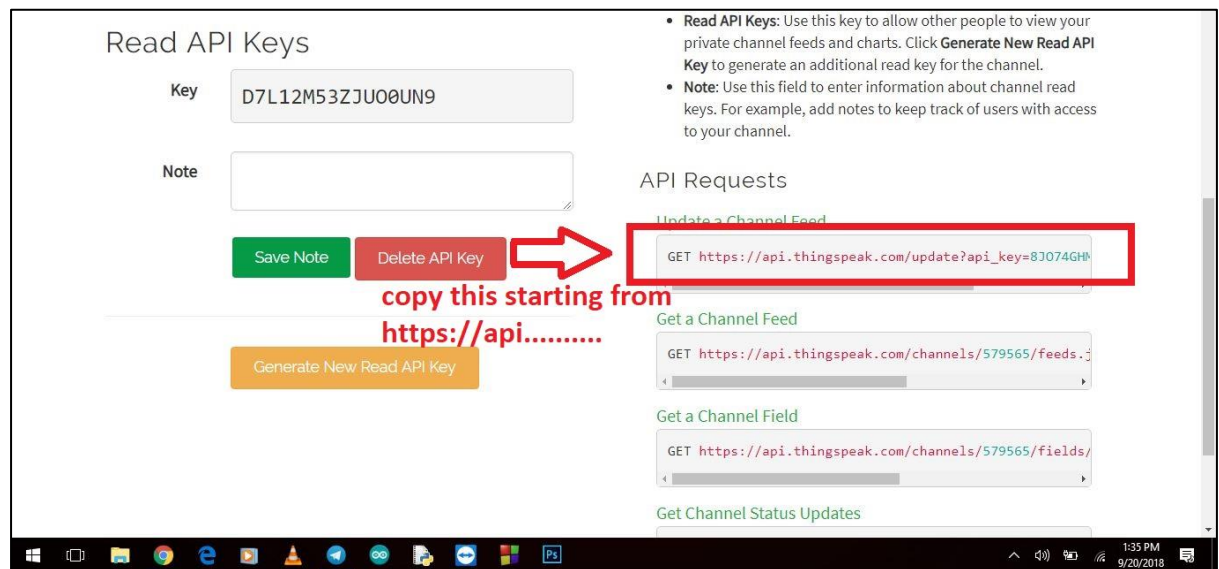 Read API Keys
Key
D7L12M53ZJUO0UN9
Note
Save Note
Delete API Key
copy this starting from
https://api..........
Generate New Read API Key
• Read API Keys: Use this key to allow other people to view your
private channel feeds and charts. Click Generate New Read API
Key to generate an additional read key for the channel.
• Note: Use this field to enter information about channel read
keys. For example, add notes to keep track of users with access
to your channel.
API Requests
Update a Channel Feed
GET https://api.thingspeak.com/update?api_key=8JO74GHM
Get a Channel Feed
GET https://api.thingspeak.com/channels/579565/feeds.j
Get a Channel Field
GET https://api.thingspeak.com/channels/579565/fields/
Get Channel Status Updates
Ps
1:35 PM
9/20/2018